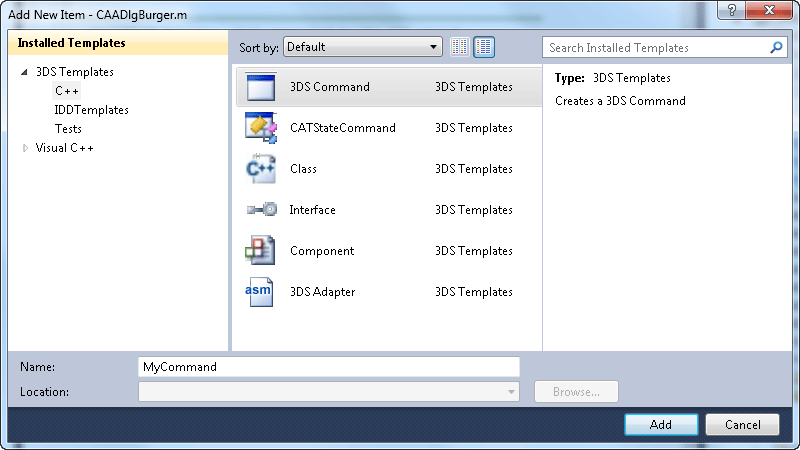 Add New Item - CAADlgBurger.m
Installed Templates
Sort by: Default
Search Installed Templates
3DS Templates
C++
IDDTemplates
Tests
Visual C++
3DS Command 3DS Templates
CATStateCommand 3DS Templates
C++ Class 3DS Templates
Interface 3DS Templates
Component 3DS Templates
asm 3DS Adapter 3DS Templates
Type: 3DS Templates
Creates a 3DS Command
Name: MyCommand
Location: Browse...
Add Cancel